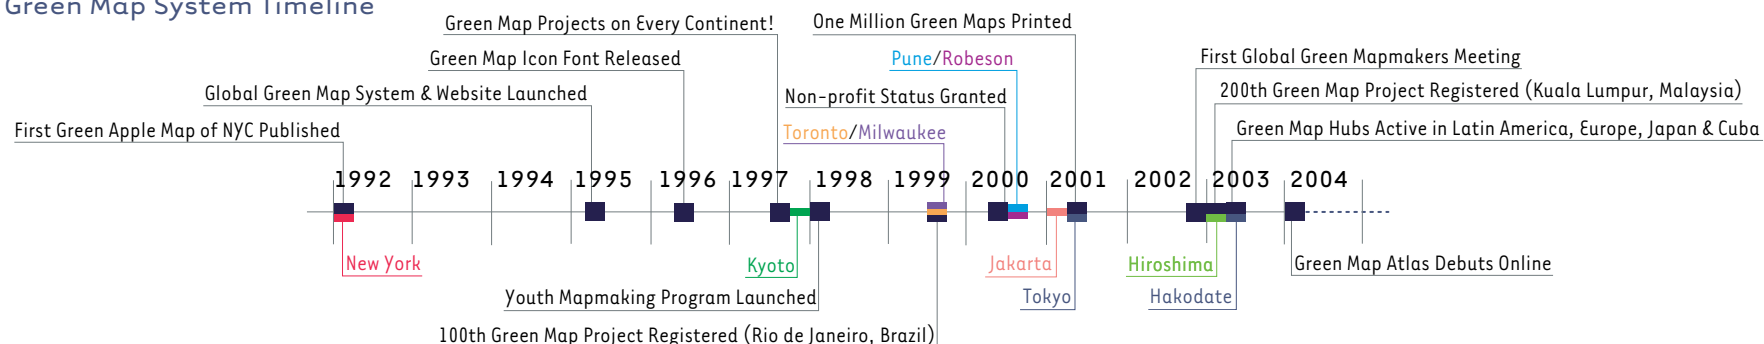 Green Map System Timeline
Green Map Projects on Every Continent!
One Million Green Maps Printed
Green Map Icon Font Released
Pune/Robeson
First Global Green Mapmakers Meeting
Global Green Map System & Website Launched
Non-profit Status Granted
200th Green Map Project Registered (Kuala Lumpur, Malaysia)
First Green Apple Map of NYC Published
Toronto/Milwaukee
Green Map Hubs Active in Latin America, Europe, Japan & Cuba
1992 1993 1994 1995 1996 1997 1998 1999 2000 2001 2002 2003 2004
New York
Kyoto
Jakarta
Hiroshima
Green Map Atlas Debuts Online
Youth Mapmaking Program Launched
Tokyo
Hakodate
100th Green Map Project Registered (Rio de Janeiro, Brazil)